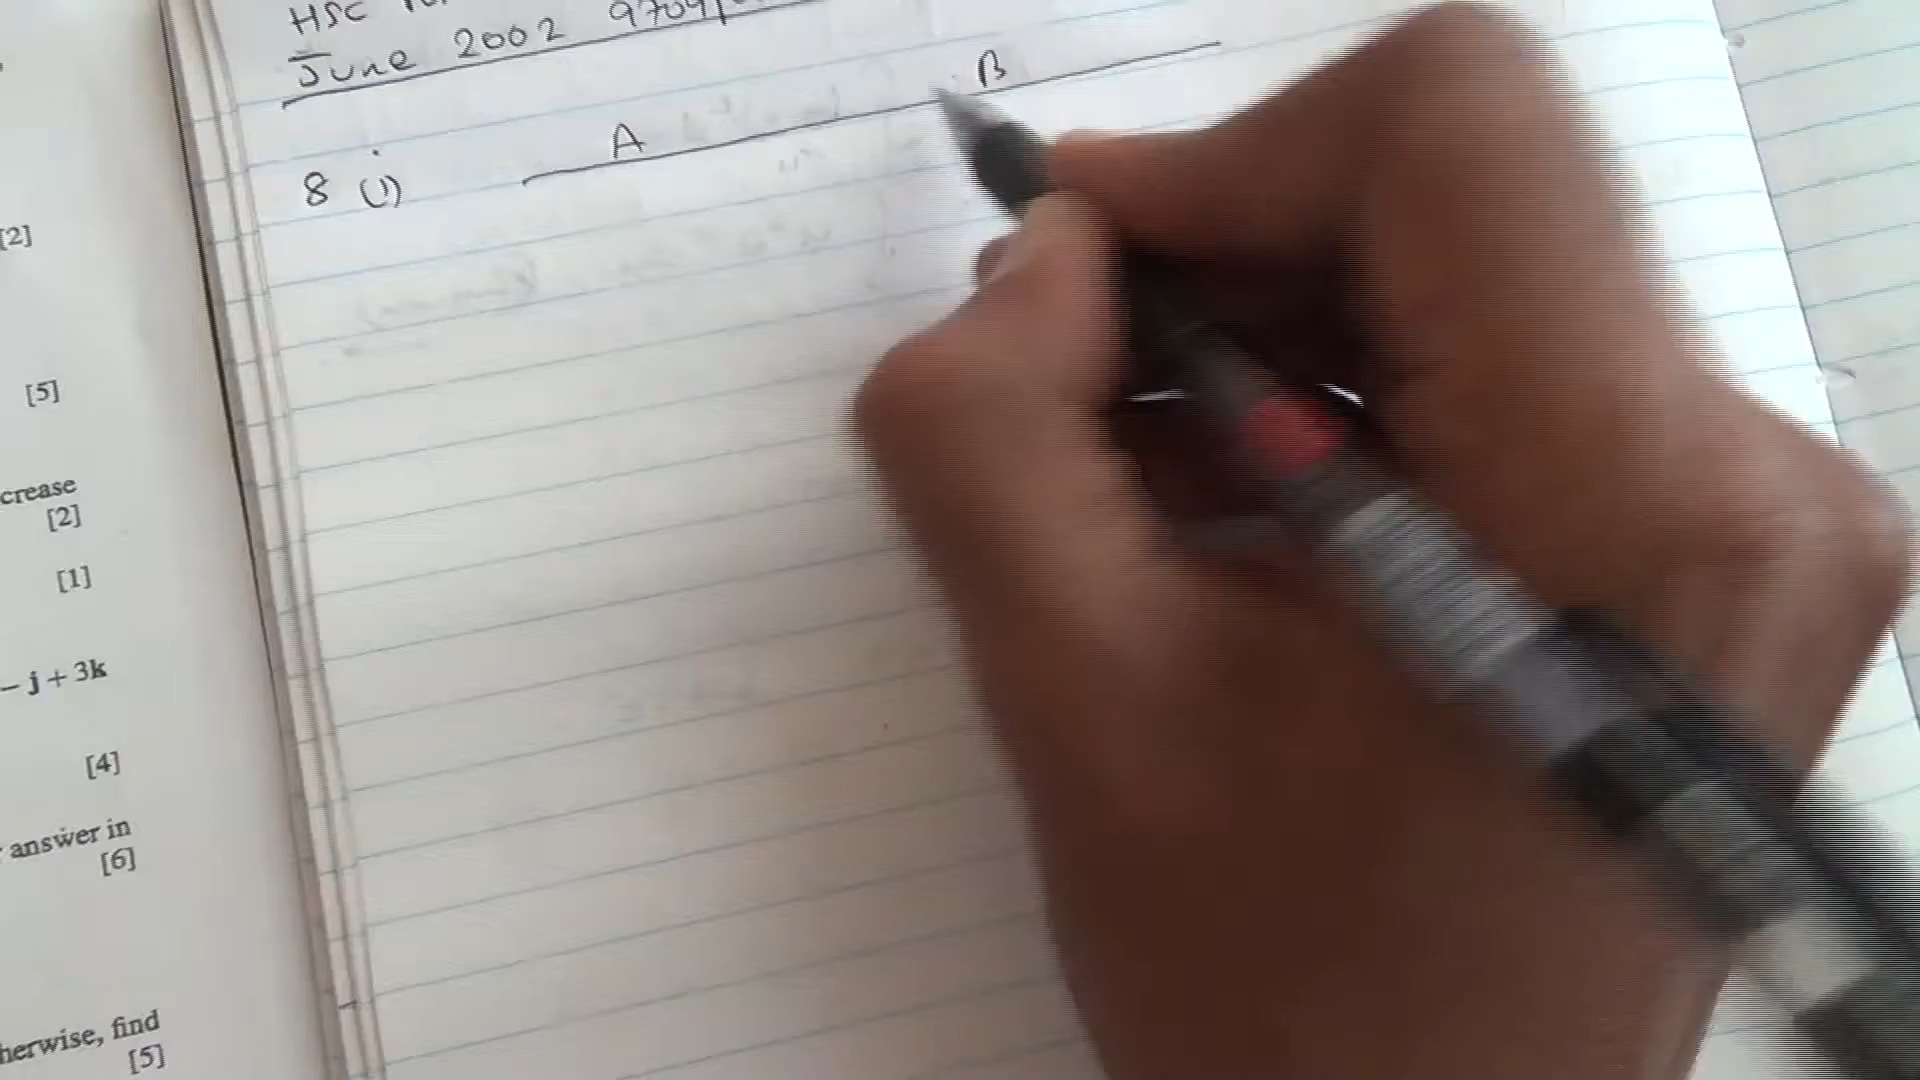 HSC
June 2002 9709/
A B
8 (i)
[2]
[5]
crease
[2]
[1]
– j + 3k
[4]
answer in
[6]
herwise, find
[5]